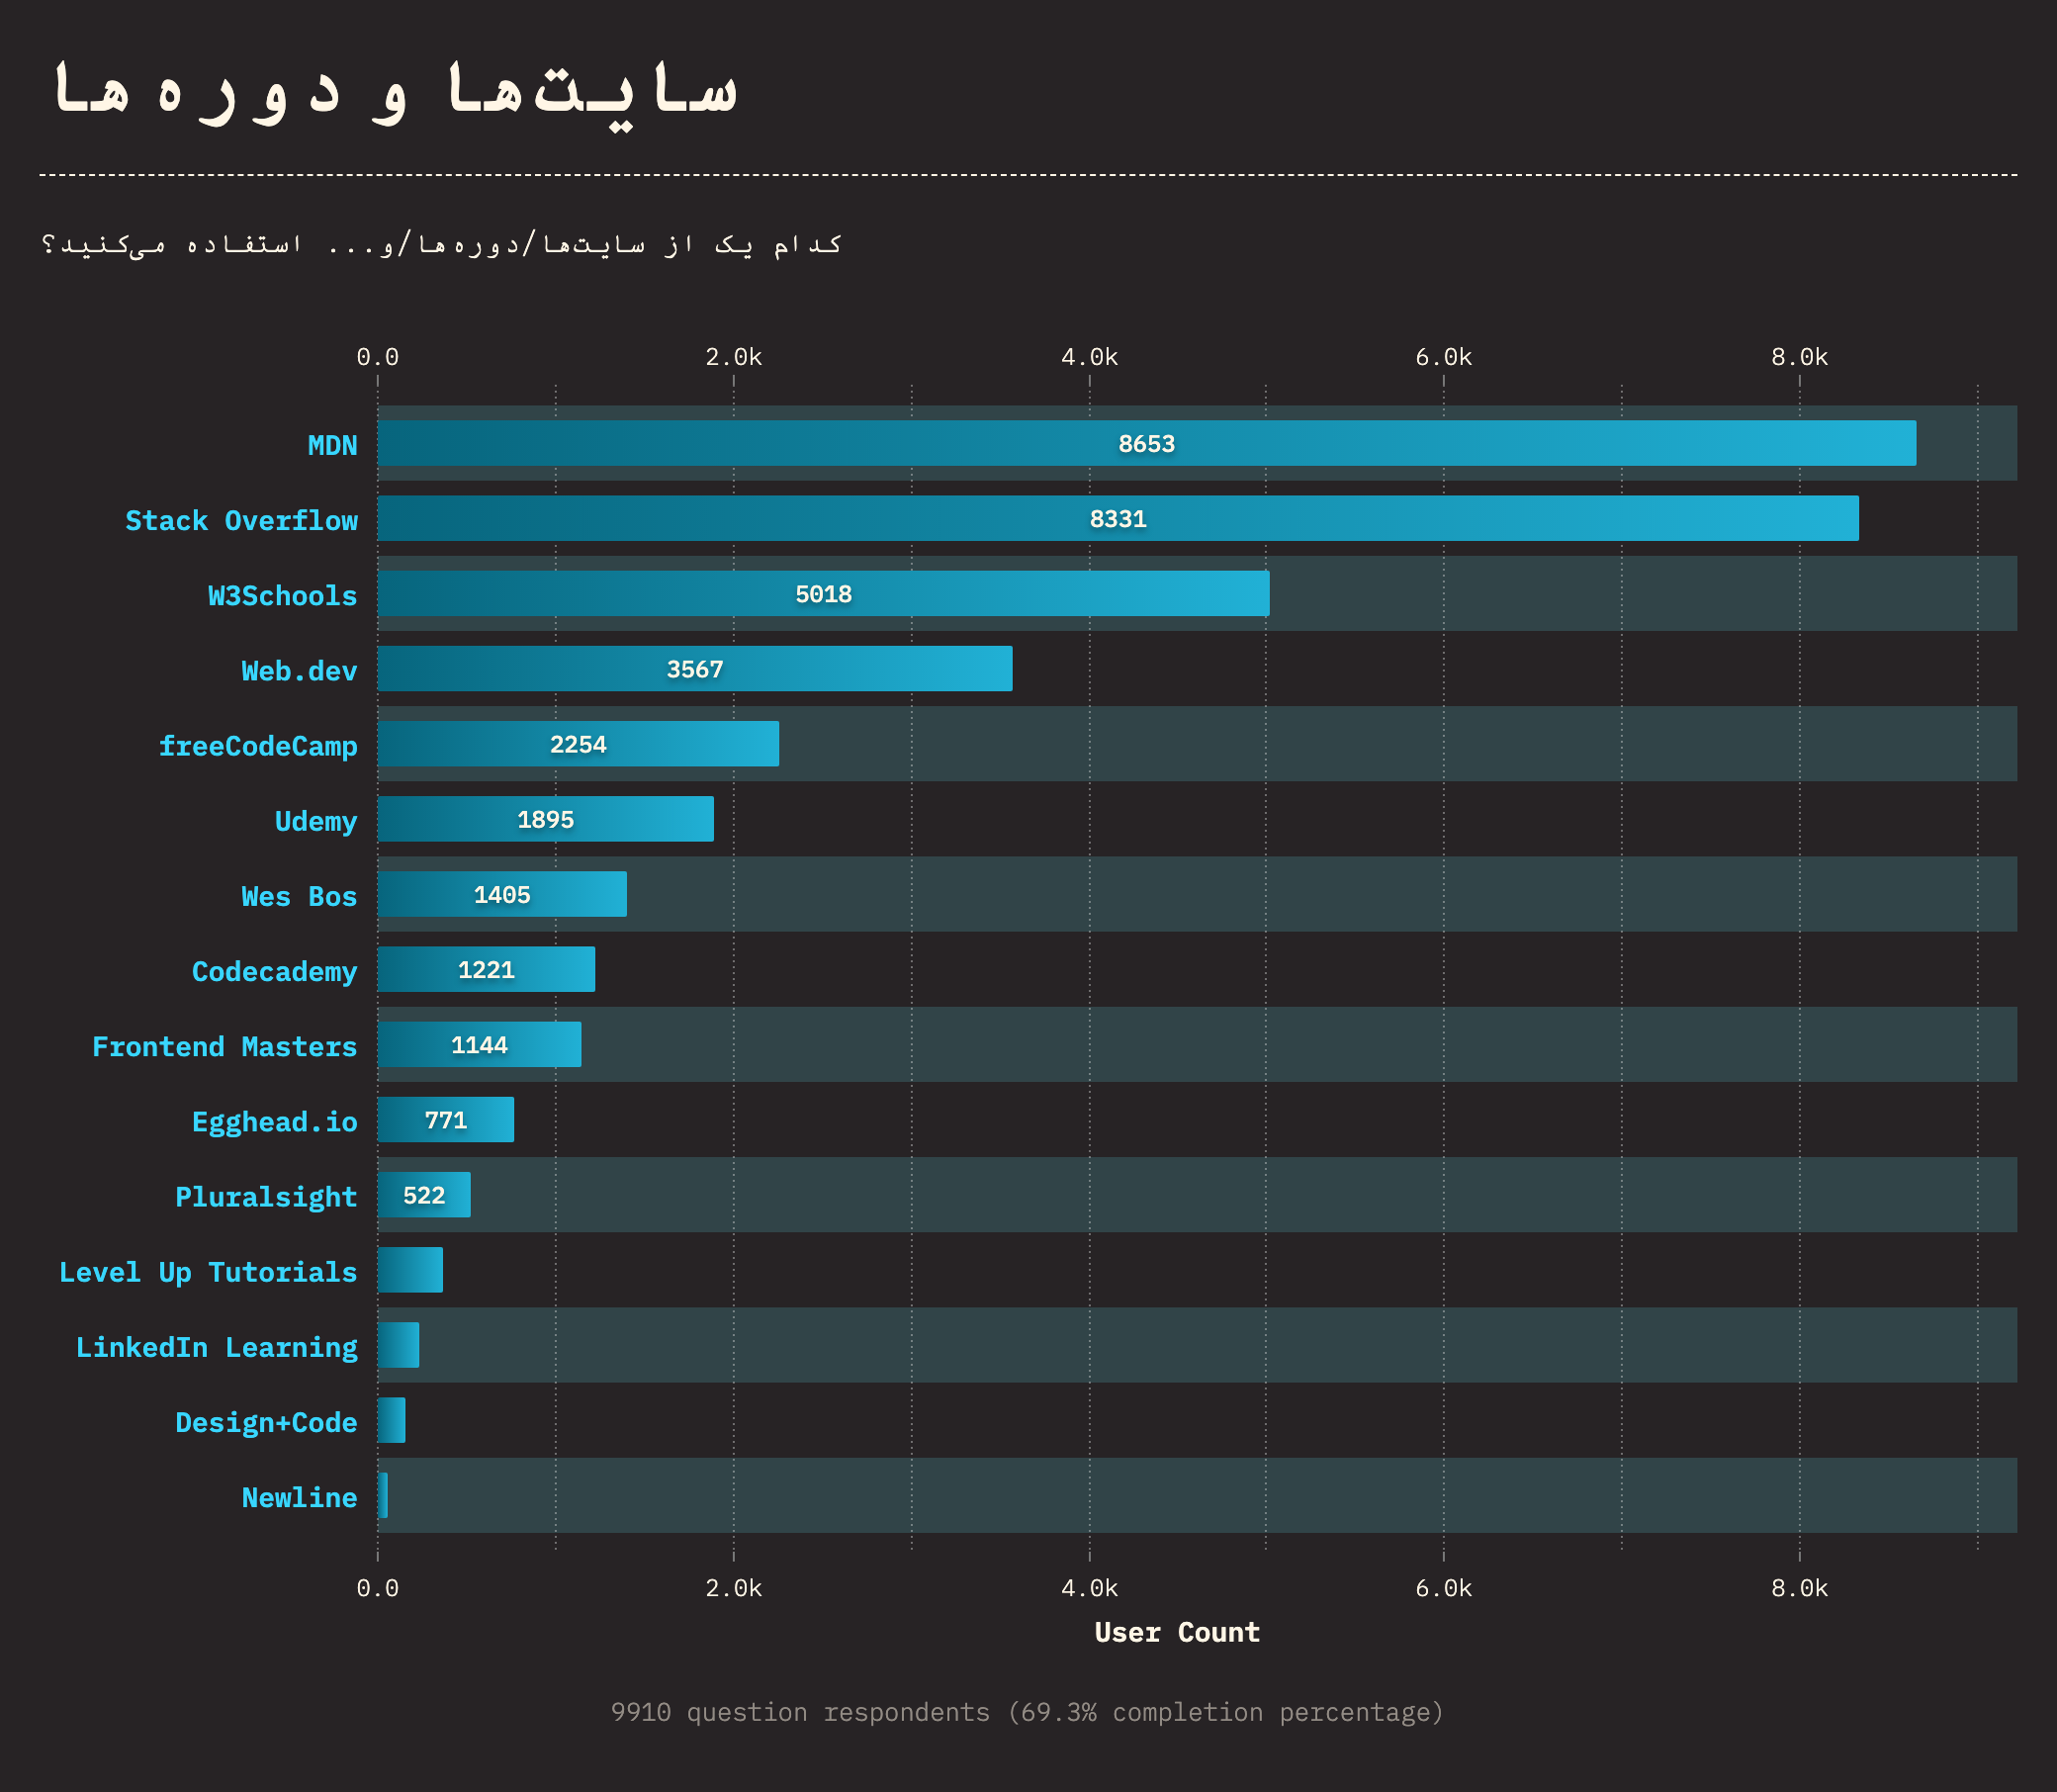 سایت‌ها و دوره‌ها
کدام یک از سایت‌ها/دوره‌ها/و... استفاده می‌کنید؟
0.0 2.0k 4.0k 6.0k 8.0k
MDN 8653
Stack Overflow 8331
W3Schools 5018
Web.dev 3567
freeCodeCamp 2254
Udemy 1895
Wes Bos 1405
Codecademy 1221
Frontend Masters 1144
Egghead.io 771
Pluralsight 522
Level Up Tutorials
LinkedIn Learning
Design+Code
Newline
0.0 2.0k 4.0k 6.0k 8.0k
User Count
9910 question respondents (69.3% completion percentage)